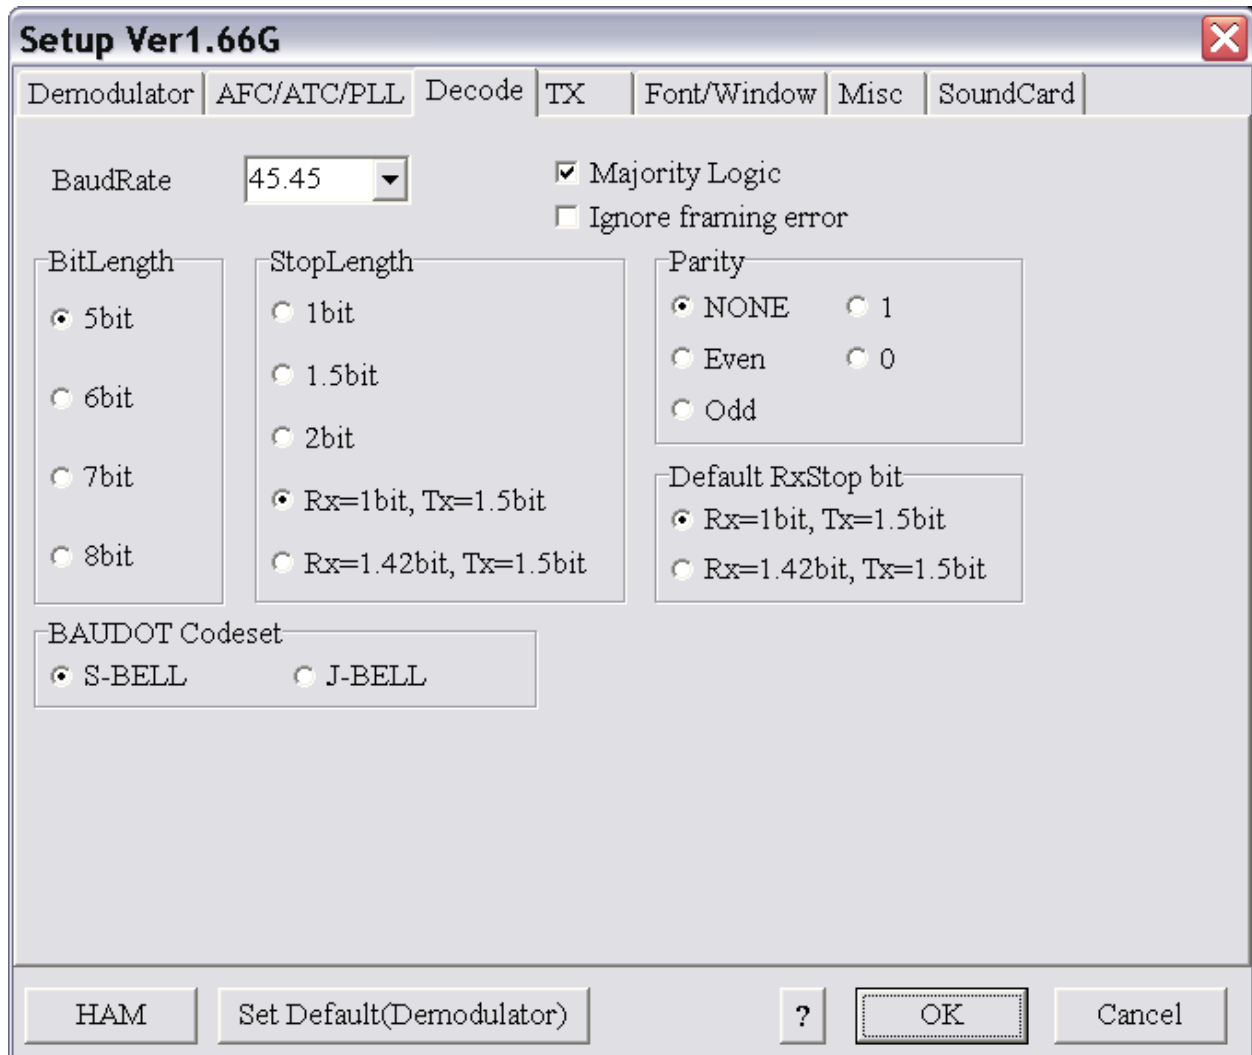 Setup Ver1.66G
Demodulator AFC/ATC/PLL Decode TX Font/Window Misc SoundCard
BaudRate 45.45
Majority Logic
Ignore framing error
BitLength
5bit
6bit
7bit
8bit
StopLength
1bit
1.5bit
2bit
Rx=1bit, Tx=1.5bit
Rx=1.42bit, Tx=1.5bit
Parity
NONE 1
Even 0
Odd
Default RxStop bit
Rx=1bit, Tx=1.5bit
Rx=1.42bit, Tx=1.5bit
BAUDOT Codeset
S-BELL J-BELL
HAM Set Default(Demodulator) ? OK Cancel